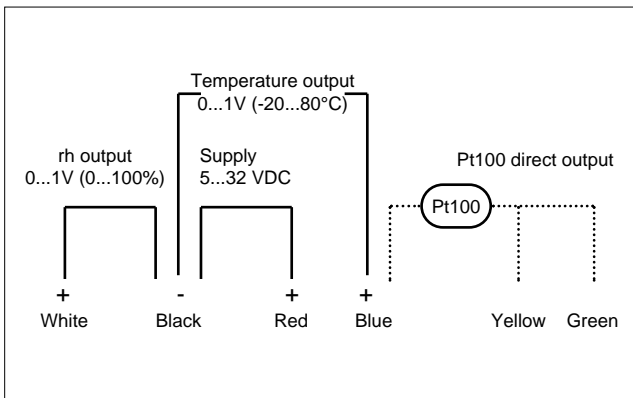 Temperature output
0...1V (-20...80°C)
rh output
0...1V (0...100%)
Supply
5...32 VDC
Pt100 direct output
Pt100
+ - + +
White Black Red Blue Yellow Green